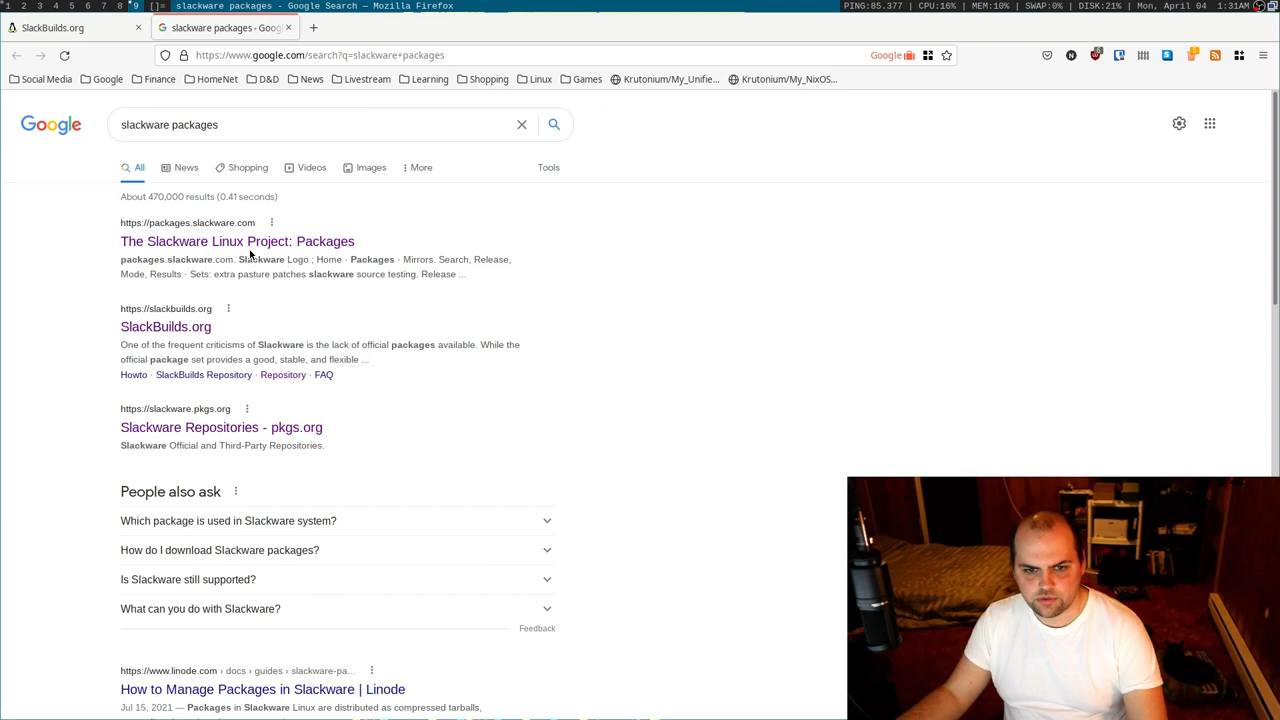 1 2 3 4 5 6 7 8 9 []= slackware packages - Google Search — Mozilla Firefox PING:85.377 CPU:16% MEM:10% SWAP:0% DISK:21% Mon, April 04 1:31AM
SlackBuilds.org × slackware packages - Goog × +
https://www.google.com/search?q=slackware+packages Google
Social Media Google Finance HomeNet D&D News Livestream Learning Shopping Linux Games Krutonium/My_Unifie... Krutonium/My_NixOS...
Google slackware packages
All News Shopping Videos Images More Tools
About 470,000 results (0.41 seconds)
https://packages.slackware.com
The Slackware Linux Project: Packages
packages.slackware.com. Slackware Logo ; Home · Packages · Mirrors. Search, Release,
Mode, Results · Sets: extra pasture patches slackware source testing. Release ...
https://slackbuilds.org
SlackBuilds.org
One of the frequent criticisms of Slackware is the lack of official packages available. While the
official package set provides a good, stable, and flexible ...
Howto · SlackBuilds Repository · Repository · FAQ
https://slackware.pkgs.org
Slackware Repositories - pkgs.org
Slackware Official and Third-Party Repositories.
People also ask
Which package is used in Slackware system?
How do I download Slackware packages?
Is Slackware still supported?
What can you do with Slackware?
Feedback
https://www.linode.com › docs › guides › slackware-pa...
How to Manage Packages in Slackware | Linode
Jul 15, 2021 — Packages in Slackware Linux are distributed as compressed tarballs,